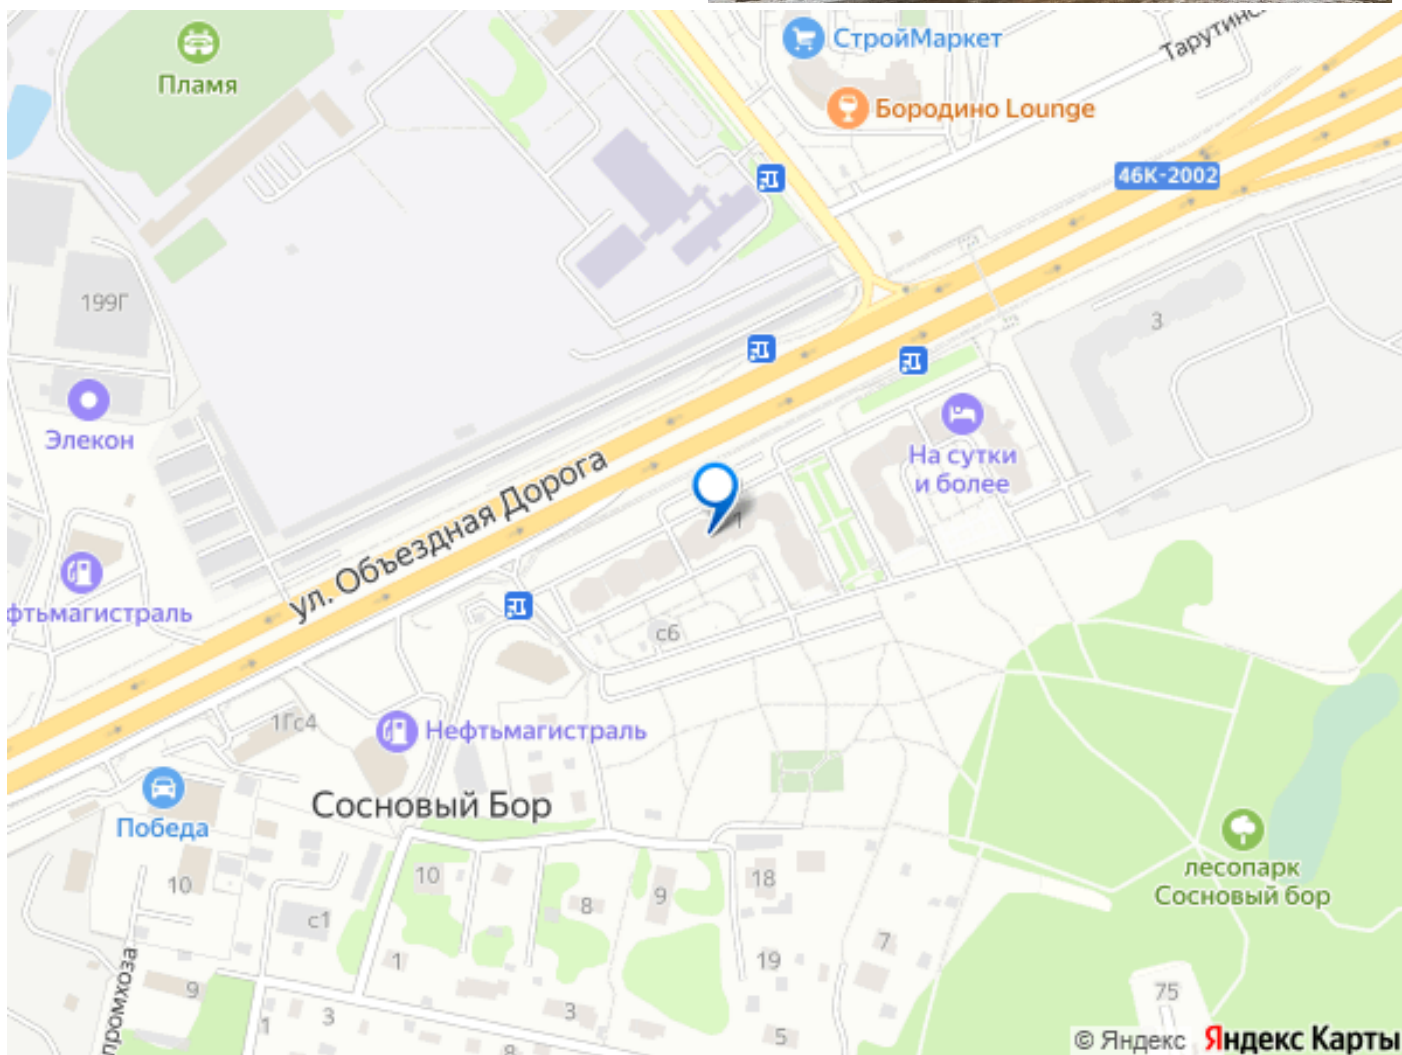 СтройМаркет
Тарутинс
Пламя
Бородино Lounge
46К-2002
199Г
3
Элекон
На сутки
и более
ул. Объездная Дорога
1
фтьмагистраль
с6
1Гс4
Нефтьмагистраль
Сосновый Бор
Победа
лесопарк
Сосновый бор
10
10
18
9
8
с1
7
1
19
промхоза
9
75
3
1
3
5
8
© Яндекс Яндекс Карты